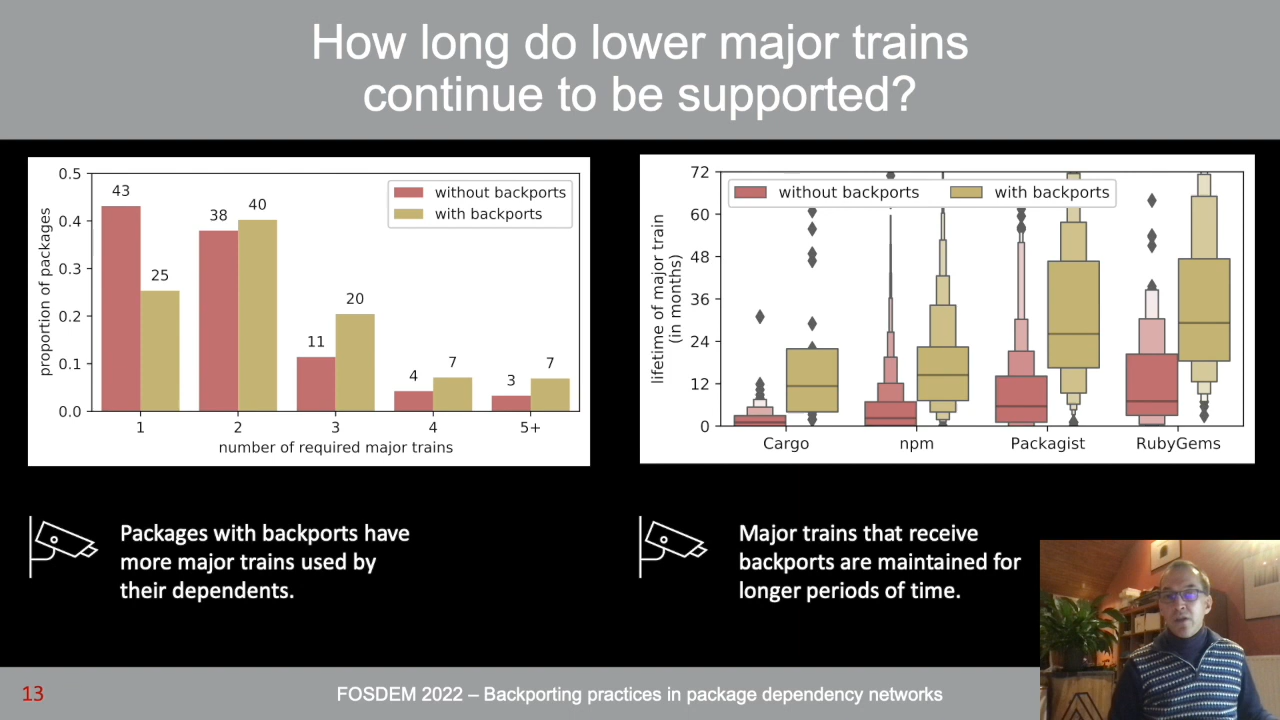 How long do lower major trains
continue to be supported?
0.5
0.4
0.3
0.2
0.1
0.0
proportion of packages
43
25
38
40
11
20
4
7
3
7
without backports
with backports
1
2
3
4
5+
number of required major trains
72
60
48
36
24
12
0
lifetime of major train
(in months)
without backports
with backports
Cargo
npm
Packagist
RubyGems
Packages with backports have
more major trains used by
their dependents.
Major trains that receive
backports are maintained for
longer periods of time.
13
FOSDEM 2022 – Backporting practices in package dependency networks